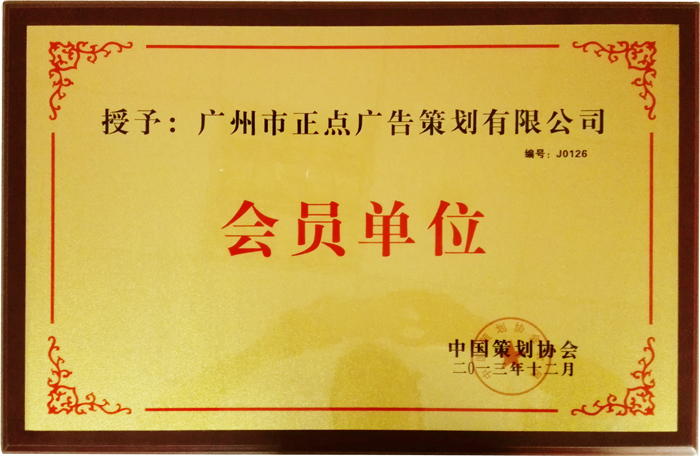 授予：广州市正点广告策划有限公司
编号：J0126
会员单位
中国策划协会
二〇一三年十二月